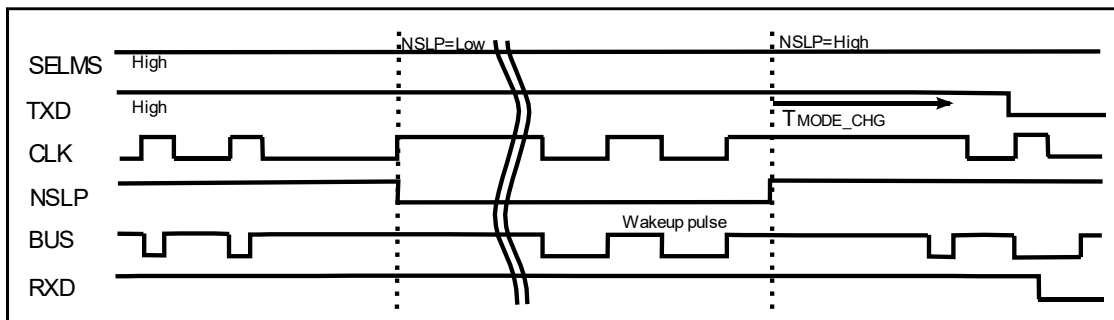 NSLP=Low
NSLP=High
SELMS
High
TXD
High
TMODE_CHG
CLK
NSLP
Wakeup pulse
BUS
RXD